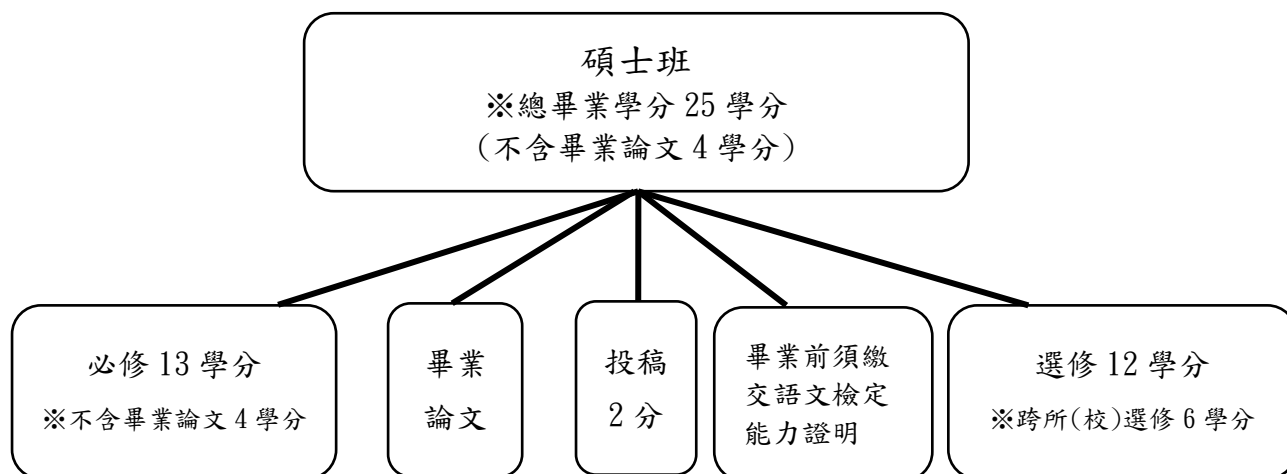 碩士班
※總畢業學分 25 學分
(不含畢業論文 4 學分)
必修 13 學分
※不含畢業論文 4 學分
畢業
論文
投稿
2 分
畢業前須繳
交語文檢定
能力證明
選修 12 學分
※跨所(校)選修 6 學分